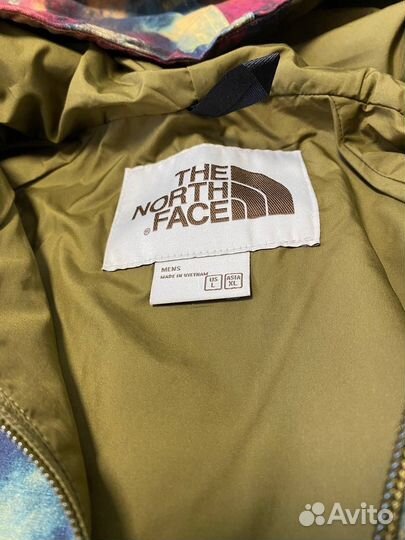 THE
NORTH
FACE
®
MENS
MADE IN VIETNAM
US
L
ASIA
XL
Avito